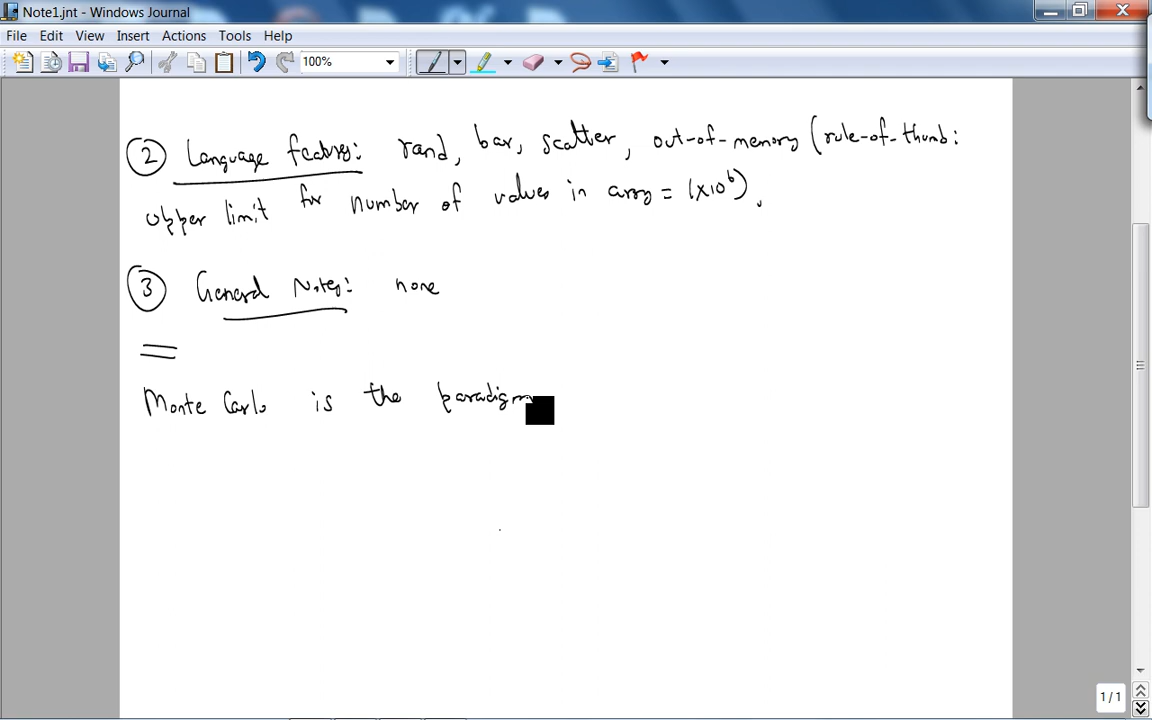 Note1.jnt - Windows Journal
File Edit View Insert Actions Tools Help
100%
② Language features: rand, bar, scatter, out-of-memory (rule-of-thumb:
upper limit for number of values in array = 1x10⁶).
③ General Notes: none
Monte Carlo is the paradigm
1 / 1